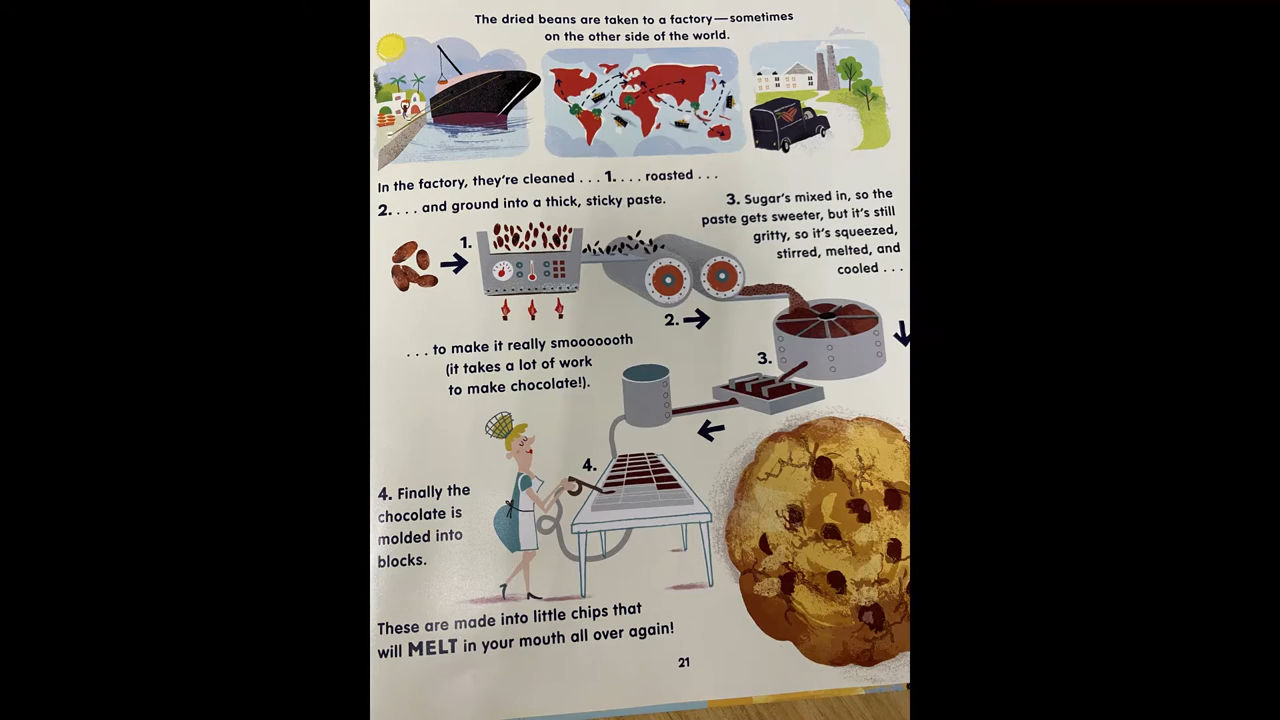 The dried beans are taken to a factory—sometimes
on the other side of the world.
In the factory, they're cleaned . . . 1. . . . roasted . . .
2. . . . and ground into a thick, sticky paste.
3. Sugar's mixed in, so the
paste gets sweeter, but it's still
gritty, so it's squeezed,
stirred, melted, and
cooled . . .
1.
2.
3.
. . . to make it really smooooooth
(it takes a lot of work
to make chocolate!).
4.
4. Finally the
chocolate is
molded into
blocks.
These are made into little chips that
will MELT in your mouth all over again!
21